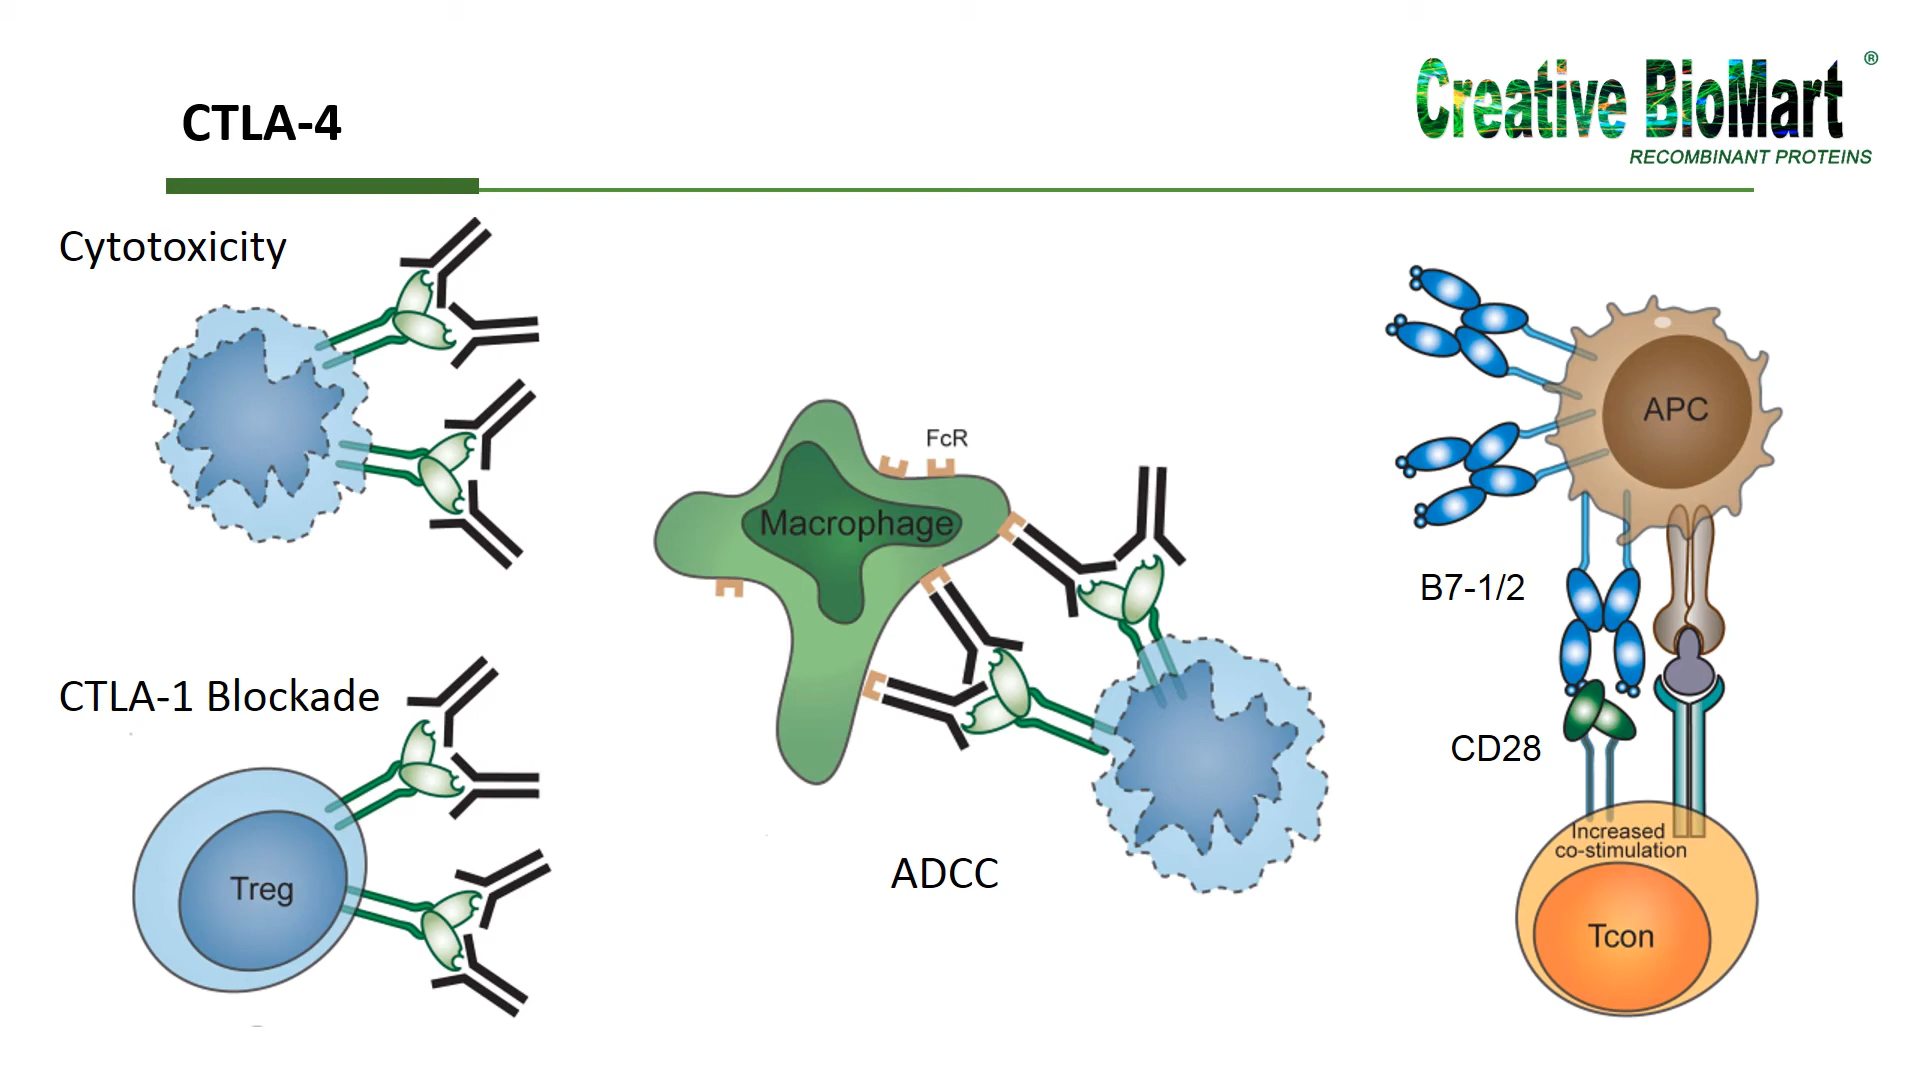 CTLA-4
Creative BioMart ®
RECOMBINANT PROTEINS
Cytotoxicity
CTLA-1 Blockade
Treg
FcR
Macrophage
ADCC
APC
B7-1/2
CD28
Increased
co-stimulation
Tcon